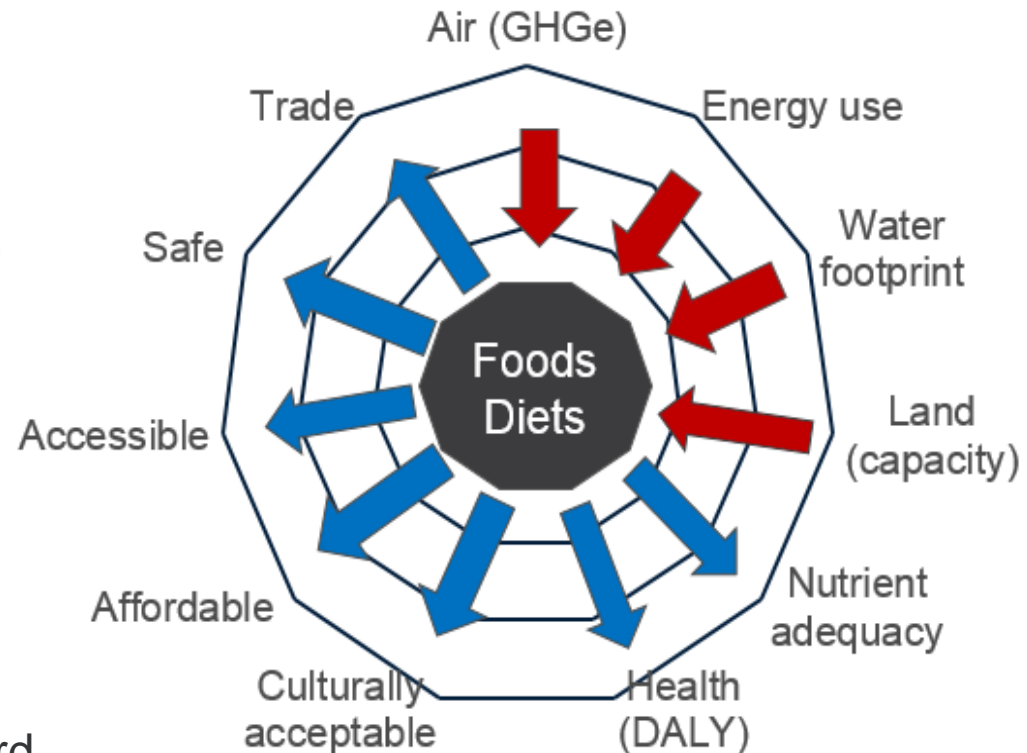 Air (GHGe)
Trade
Energy use
Safe
Water
footprint
Foods
Diets
Accessible
Land
(capacity)
Affordable
Nutrient
adequacy
Culturally
acceptable
Health
(DALY)
rd